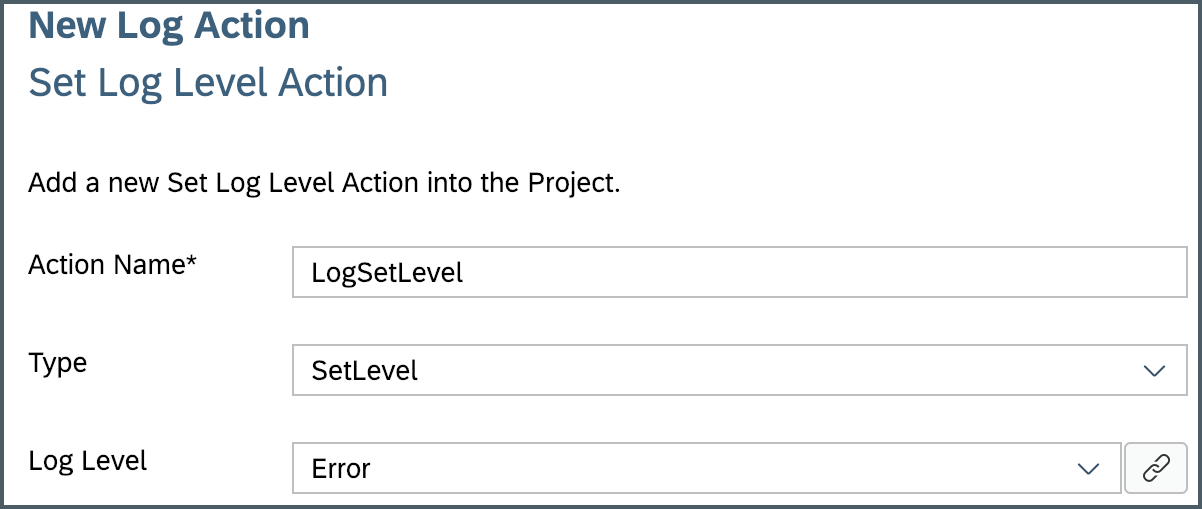 New Log Action
Set Log Level Action
Add a new Set Log Level Action into the Project.
Action Name* LogSetLevel
Type SetLevel
Log Level Error